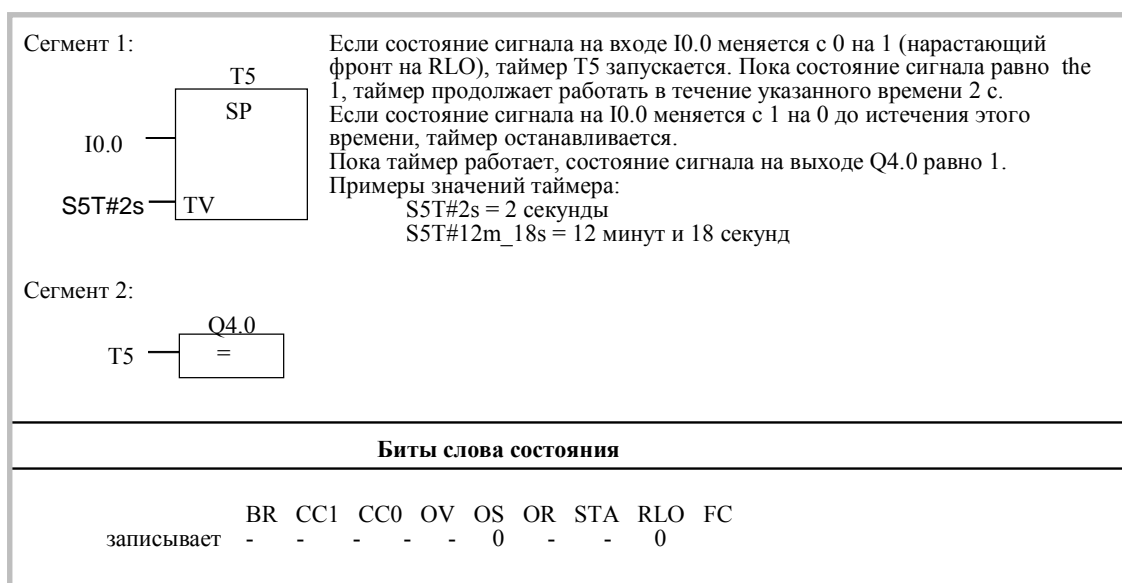 Сегмент 1:
Если состояние сигнала на входе I0.0 меняется с 0 на 1 (нарастающий
фронт на RLO), таймер T5 запускается. Пока состояние сигнала равно the
1, таймер продолжает работать в течение указанного времени 2 с.
Если состояние сигнала на I0.0 меняется с 1 на 0 до истечения этого
времени, таймер останавливается.
Пока таймер работает, состояние сигнала на выходе Q4.0 равно 1.
Примеры значений таймера:
S5T#2s = 2 секунды
S5T#12m_18s = 12 минут и 18 секунд
T5
SP
I0.0
S5T#2s TV
Сегмент 2:
Q4.0
T5 =
Биты слова состояния
BR CC1 CC0 OV OS OR STA RLO FC
записывает - - - - - 0 - - 0